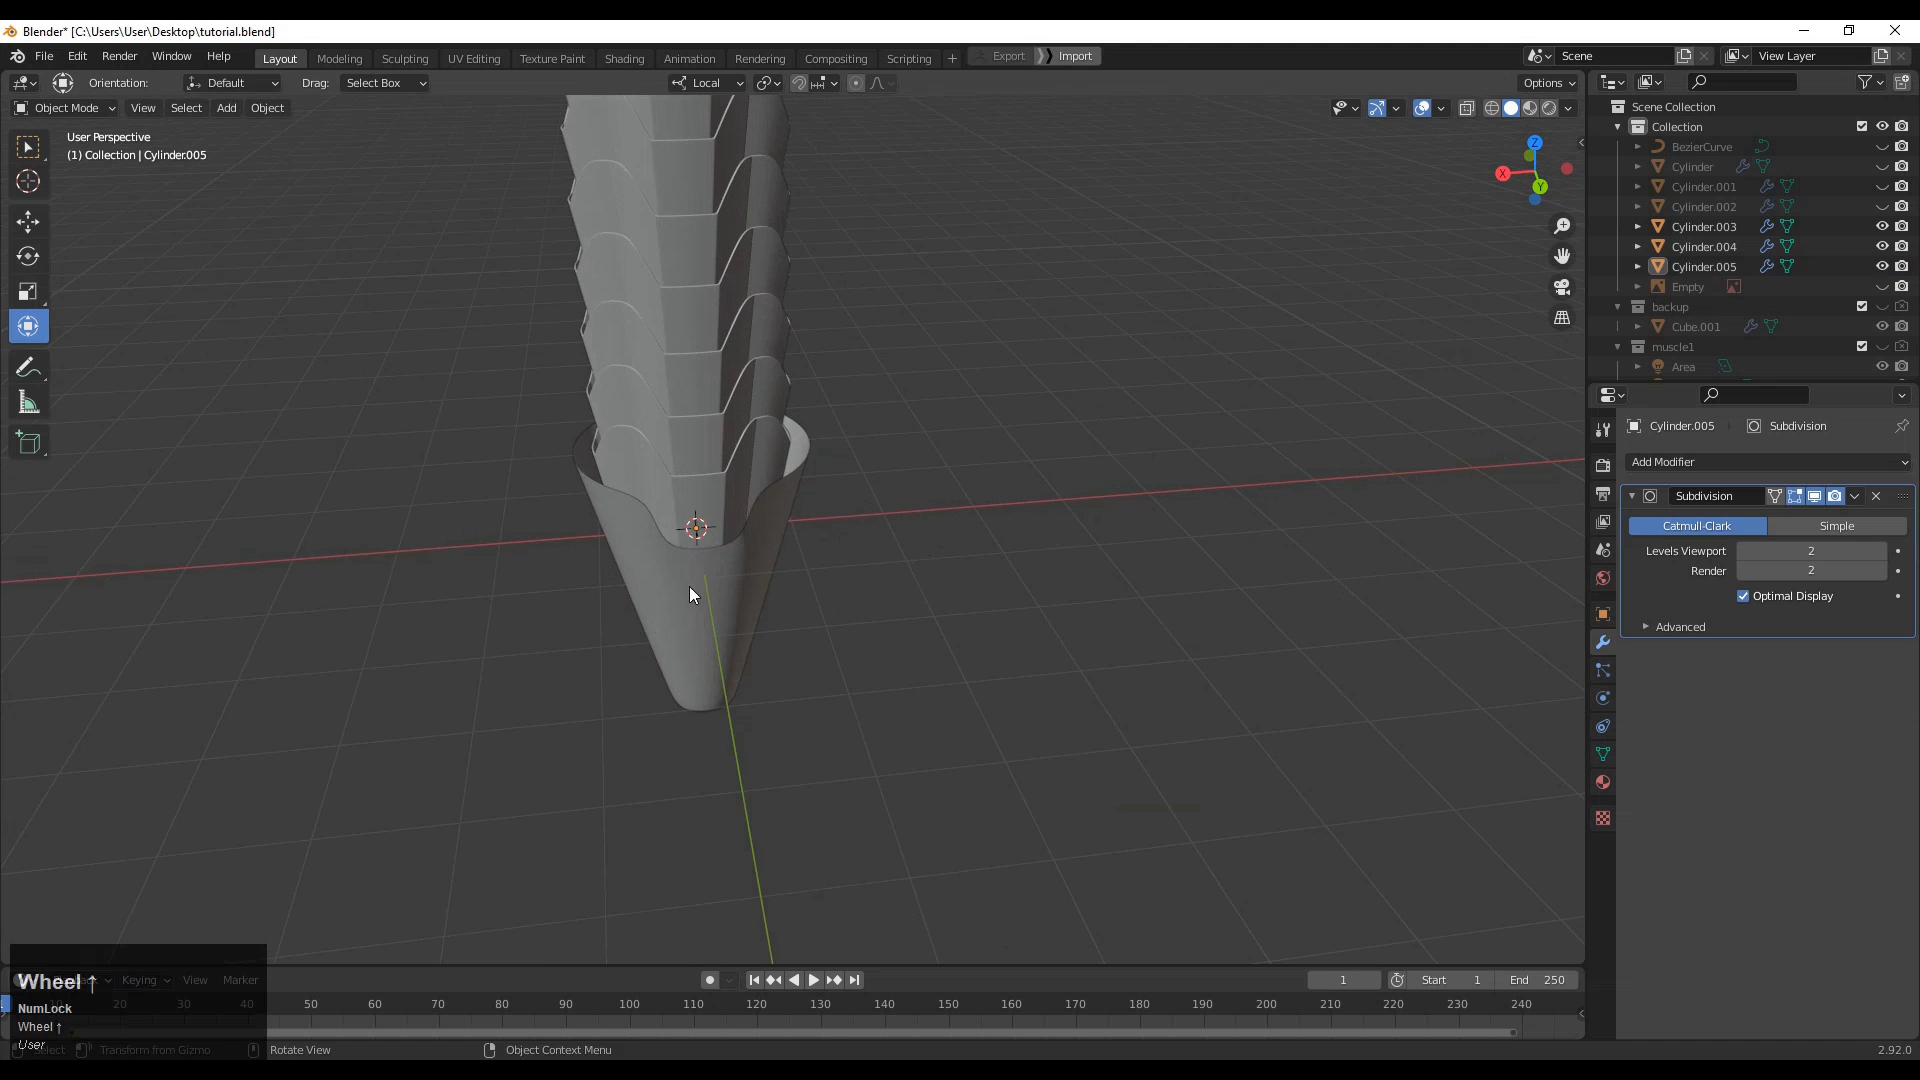 Blender* [C:\Users\User\Desktop\tutorial.blend]
File Edit Render Window Help Layout Modeling Sculpting UV Editing Texture Paint Shading Animation Rendering Compositing Scripting + Export Import Scene View Layer
Orientation: Default Drag: Select Box Local Options
Object Mode View Select Add Object
User Perspective
(1) Collection | Cylinder.005
Z
X
Y
Scene Collection
Collection
BezierCurve
Cylinder
Cylinder.001
Cylinder.002
Cylinder.003
Cylinder.004
Cylinder.005
Empty
backup
Cube.001
muscle1
Area
Cylinder.005 Subdivision
Add Modifier
Subdivision
Catmull-Clark Simple
Levels Viewport 2
Render 2
Optimal Display
Advanced
Wheel ↑
Keying View Marker 1 Start 1 End 250
NumLock
10 20 30 40 50 60 70 80 90 100 110 120 130 140 150 160 170 180 190 200 210 220 230 240
Wheel ↑
User
Select Transform from Gizmo Rotate View Object Context Menu 2.92.0